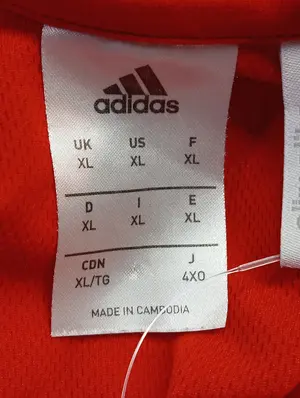 adidas
UK US F
XL XL XL
D I E
XL XL XL
CDN J
XL/TG 4XO
MADE IN CAMBODIA